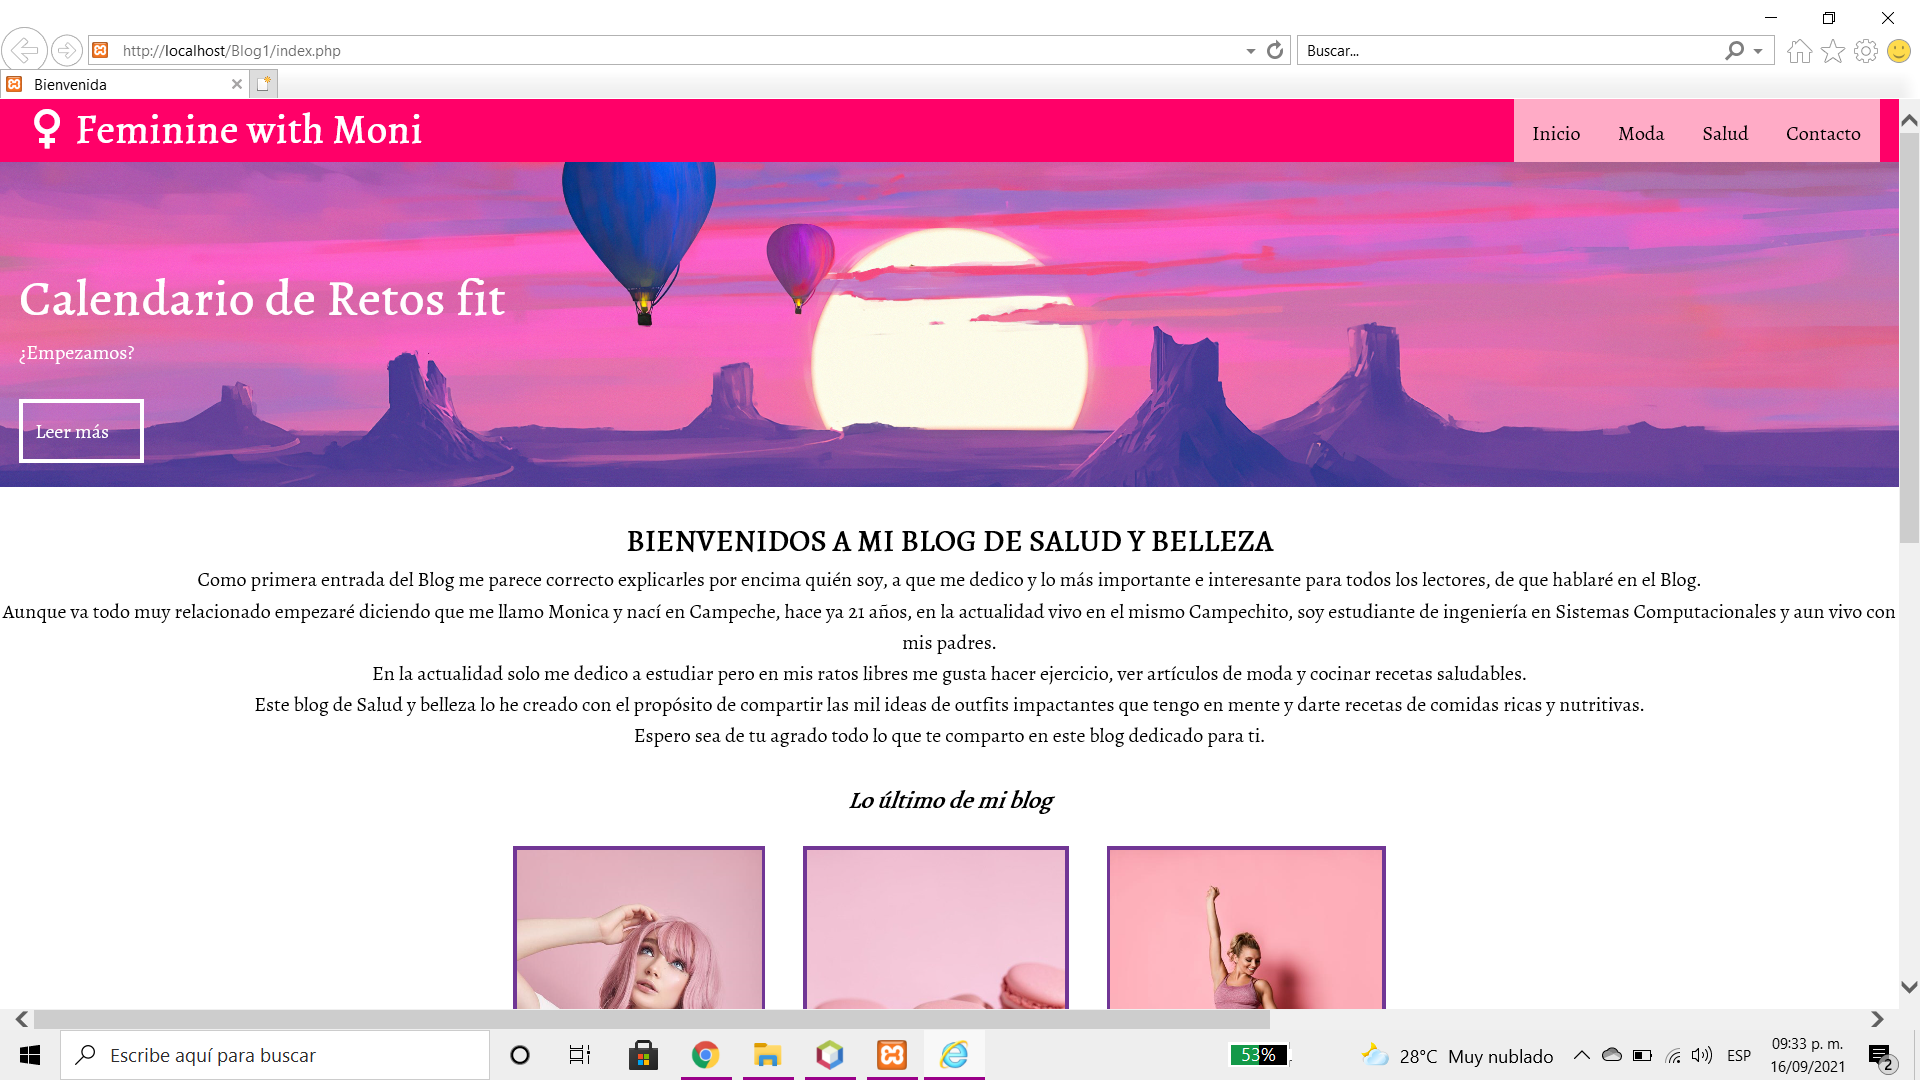 http://localhost/Blog1/index.php
Buscar...
Bienvenida
Feminine with Moni
Inicio Moda Salud Contacto
Calendario de Retos fit
¿Empezamos?
Leer más
BIENVENIDOS A MI BLOG DE SALUD Y BELLEZA
Como primera entrada del Blog me parece correcto explicarles por encima quién soy, a que me dedico y lo más importante e interesante para todos los lectores, de que hablaré en el Blog.
Aunque va todo muy relacionado empezaré diciendo que me llamo Monica y nací en Campeche, hace ya 21 años, en la actualidad vivo en el mismo Campechito, soy estudiante de ingeniería en Sistemas Computacionales y aun vivo con
mis padres.
En la actualidad solo me dedico a estudiar pero en mis ratos libres me gusta hacer ejercicio, ver artículos de moda y cocinar recetas saludables.
Este blog de Salud y belleza lo he creado con el propósito de compartir las mil ideas de outfits impactantes que tengo en mente y darte recetas de comidas ricas y nutritivas.
Espero sea de tu agrado todo lo que te comparto en este blog dedicado para ti.
Lo último de mi blog
Escribe aquí para buscar
53%
28°C Muy nublado
ESP
09:33 p. m.
16/09/2021
2